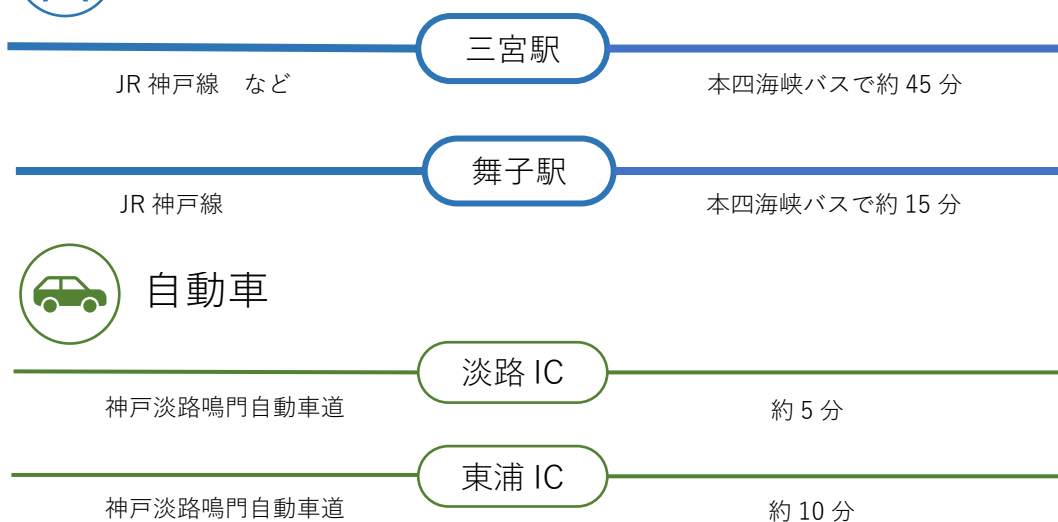 三宮駅
JR 神戸線　など
本四海峡バスで約 45 分
舞子駅
JR 神戸線
本四海峡バスで約 15 分
自動車
淡路 IC
神戸淡路鳴門自動車道
約 5 分
東浦 IC
神戸淡路鳴門自動車道
約 10 分